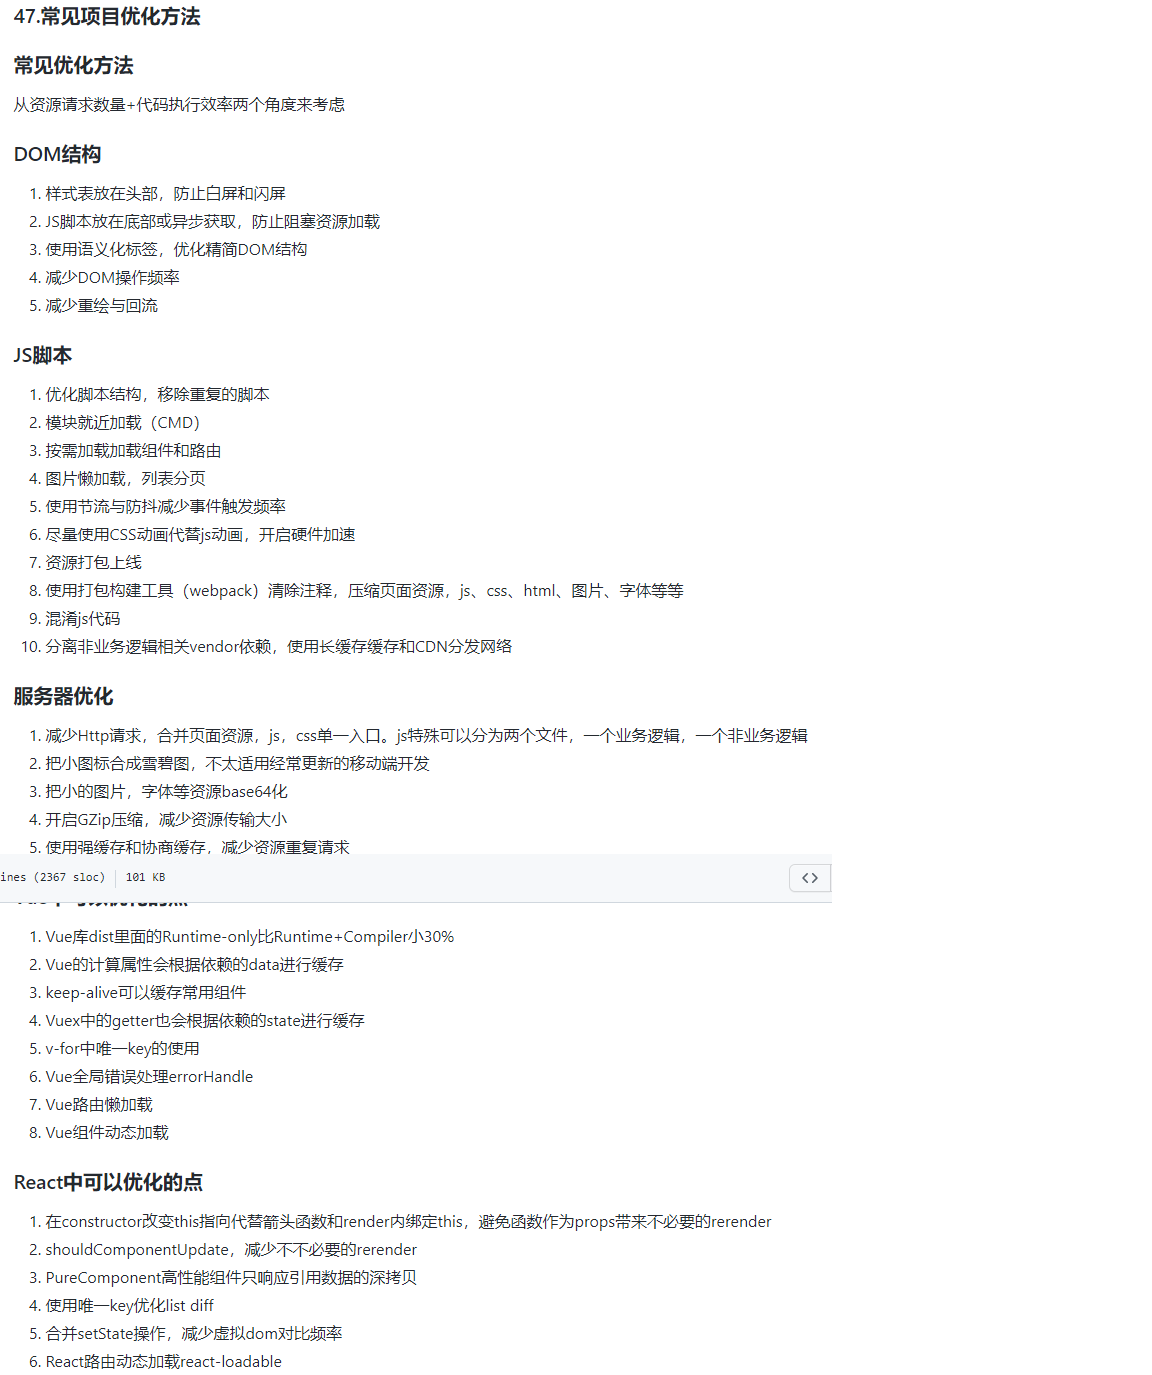 47.常见项目优化方法
常见优化方法
从资源请求数量+代码执行效率两个角度来考虑
DOM结构
1. 样式表放在头部，防止白屏和闪屏
2. JS脚本放在底部或异步获取，防止阻塞资源加载
3. 使用语义化标签，优化精简DOM结构
4. 减少DOM操作频率
5. 减少重绘与回流
JS脚本
1. 优化脚本结构，移除重复的脚本
2. 模块就近加载（CMD）
3. 按需加载加载组件和路由
4. 图片懒加载，列表分页
5. 使用节流与防抖减少事件触发频率
6. 尽量使用CSS动画代替js动画，开启硬件加速
7. 资源打包上线
8. 使用打包构建工具（webpack）清除注释，压缩页面资源，js、css、html、图片、字体等等
9. 混淆js代码
10. 分离非业务逻辑相关vendor依赖，使用长缓存缓存和CDN分发网络
服务器优化
1. 减少Http请求，合并页面资源，js，css单一入口。js特殊可以分为两个文件，一个业务逻辑，一个非业务逻辑
2. 把小图标合成雪碧图，不太适用经常更新的移动端开发
3. 把小的图片，字体等资源base64化
4. 开启GZip压缩，减少资源传输大小
5. 使用强缓存和协商缓存，减少资源重复请求
ines (2367 sloc) 101 KB <>
1. Vue库dist里面的Runtime-only比Runtime+Compiler小30%
2. Vue的计算属性会根据依赖的data进行缓存
3. keep-alive可以缓存常用组件
4. Vuex中的getter也会根据依赖的state进行缓存
5. v-for中唯一key的使用
6. Vue全局错误处理errorHandle
7. Vue路由懒加载
8. Vue组件动态加载
React中可以优化的点
1. 在constructor改变this指向代替箭头函数和render内绑定this，避免函数作为props带来不必要的rerender
2. shouldComponentUpdate，减少不不必要的rerender
3. PureComponent高性能组件只响应引用数据的深拷贝
4. 使用唯一key优化list diff
5. 合并setState操作，减少虚拟dom对比频率
6. React路由动态加载react-loadable